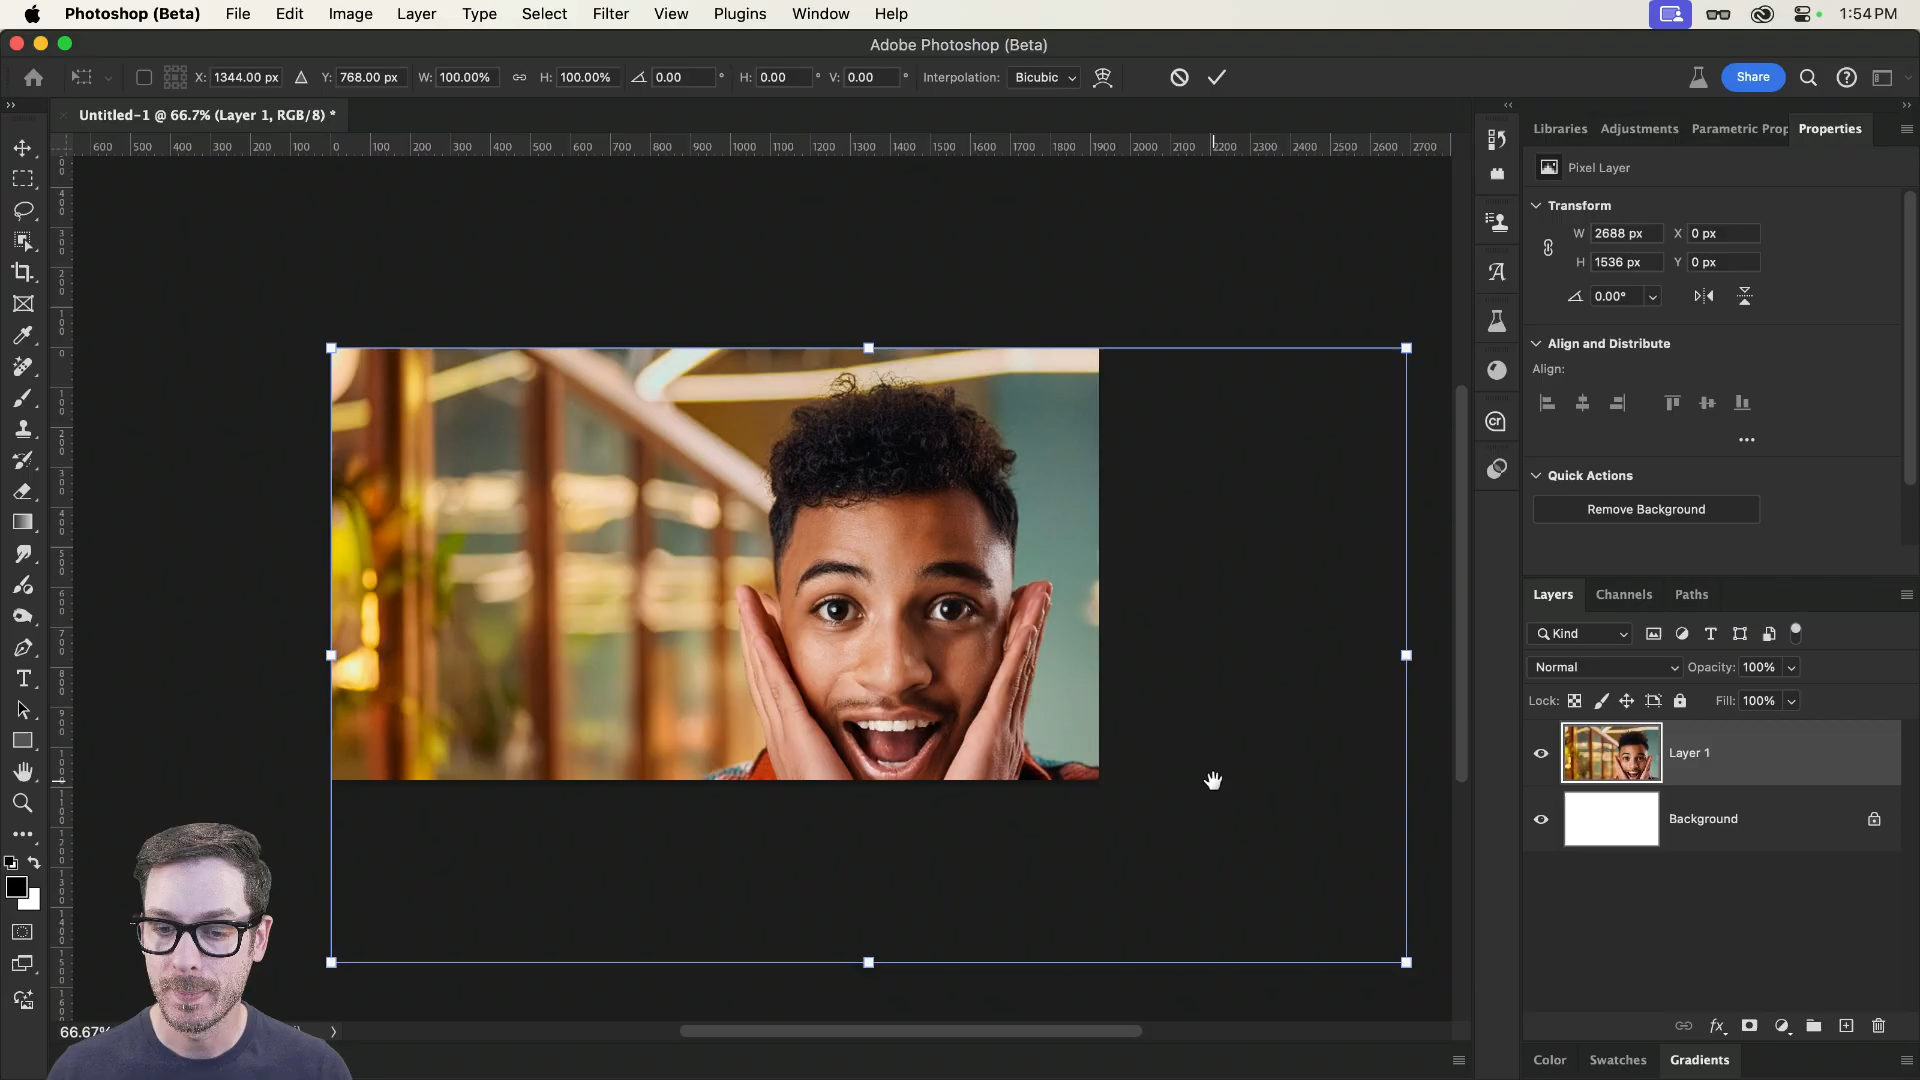 Photoshop (Beta) File Edit Image Layer Type Select Filter View Plugins Window Help 1:54 PM
Adobe Photoshop (Beta)
X: 1344.00 px Y: 768.00 px W: 100.00% H: 100.00% 0.00 ° H: 0.00 ° V: 0.00 ° Interpolation: Bicubic Share
Untitled-1 @ 66.7% (Layer 1, RGB/8) *
Libraries Adjustments Parametric Prop Properties
600 500 400 300 200 100 0 100 200 300 400 500 600 700 800 900 1000 1100 1200 1300 1400 1500 1600 1700 1800 1900 2000 2100 2200 2300 2400 2500 2600 2700
Pixel Layer
Transform
W 2688 px X 0 px
H 1536 px Y 0 px
0.00°
Align and Distribute
Align:
Quick Actions
Remove Background
Layers Channels Paths
Kind
Normal Opacity: 100%
Lock: Fill: 100%
Layer 1
Background
fx
66.67%
Color Swatches Gradients